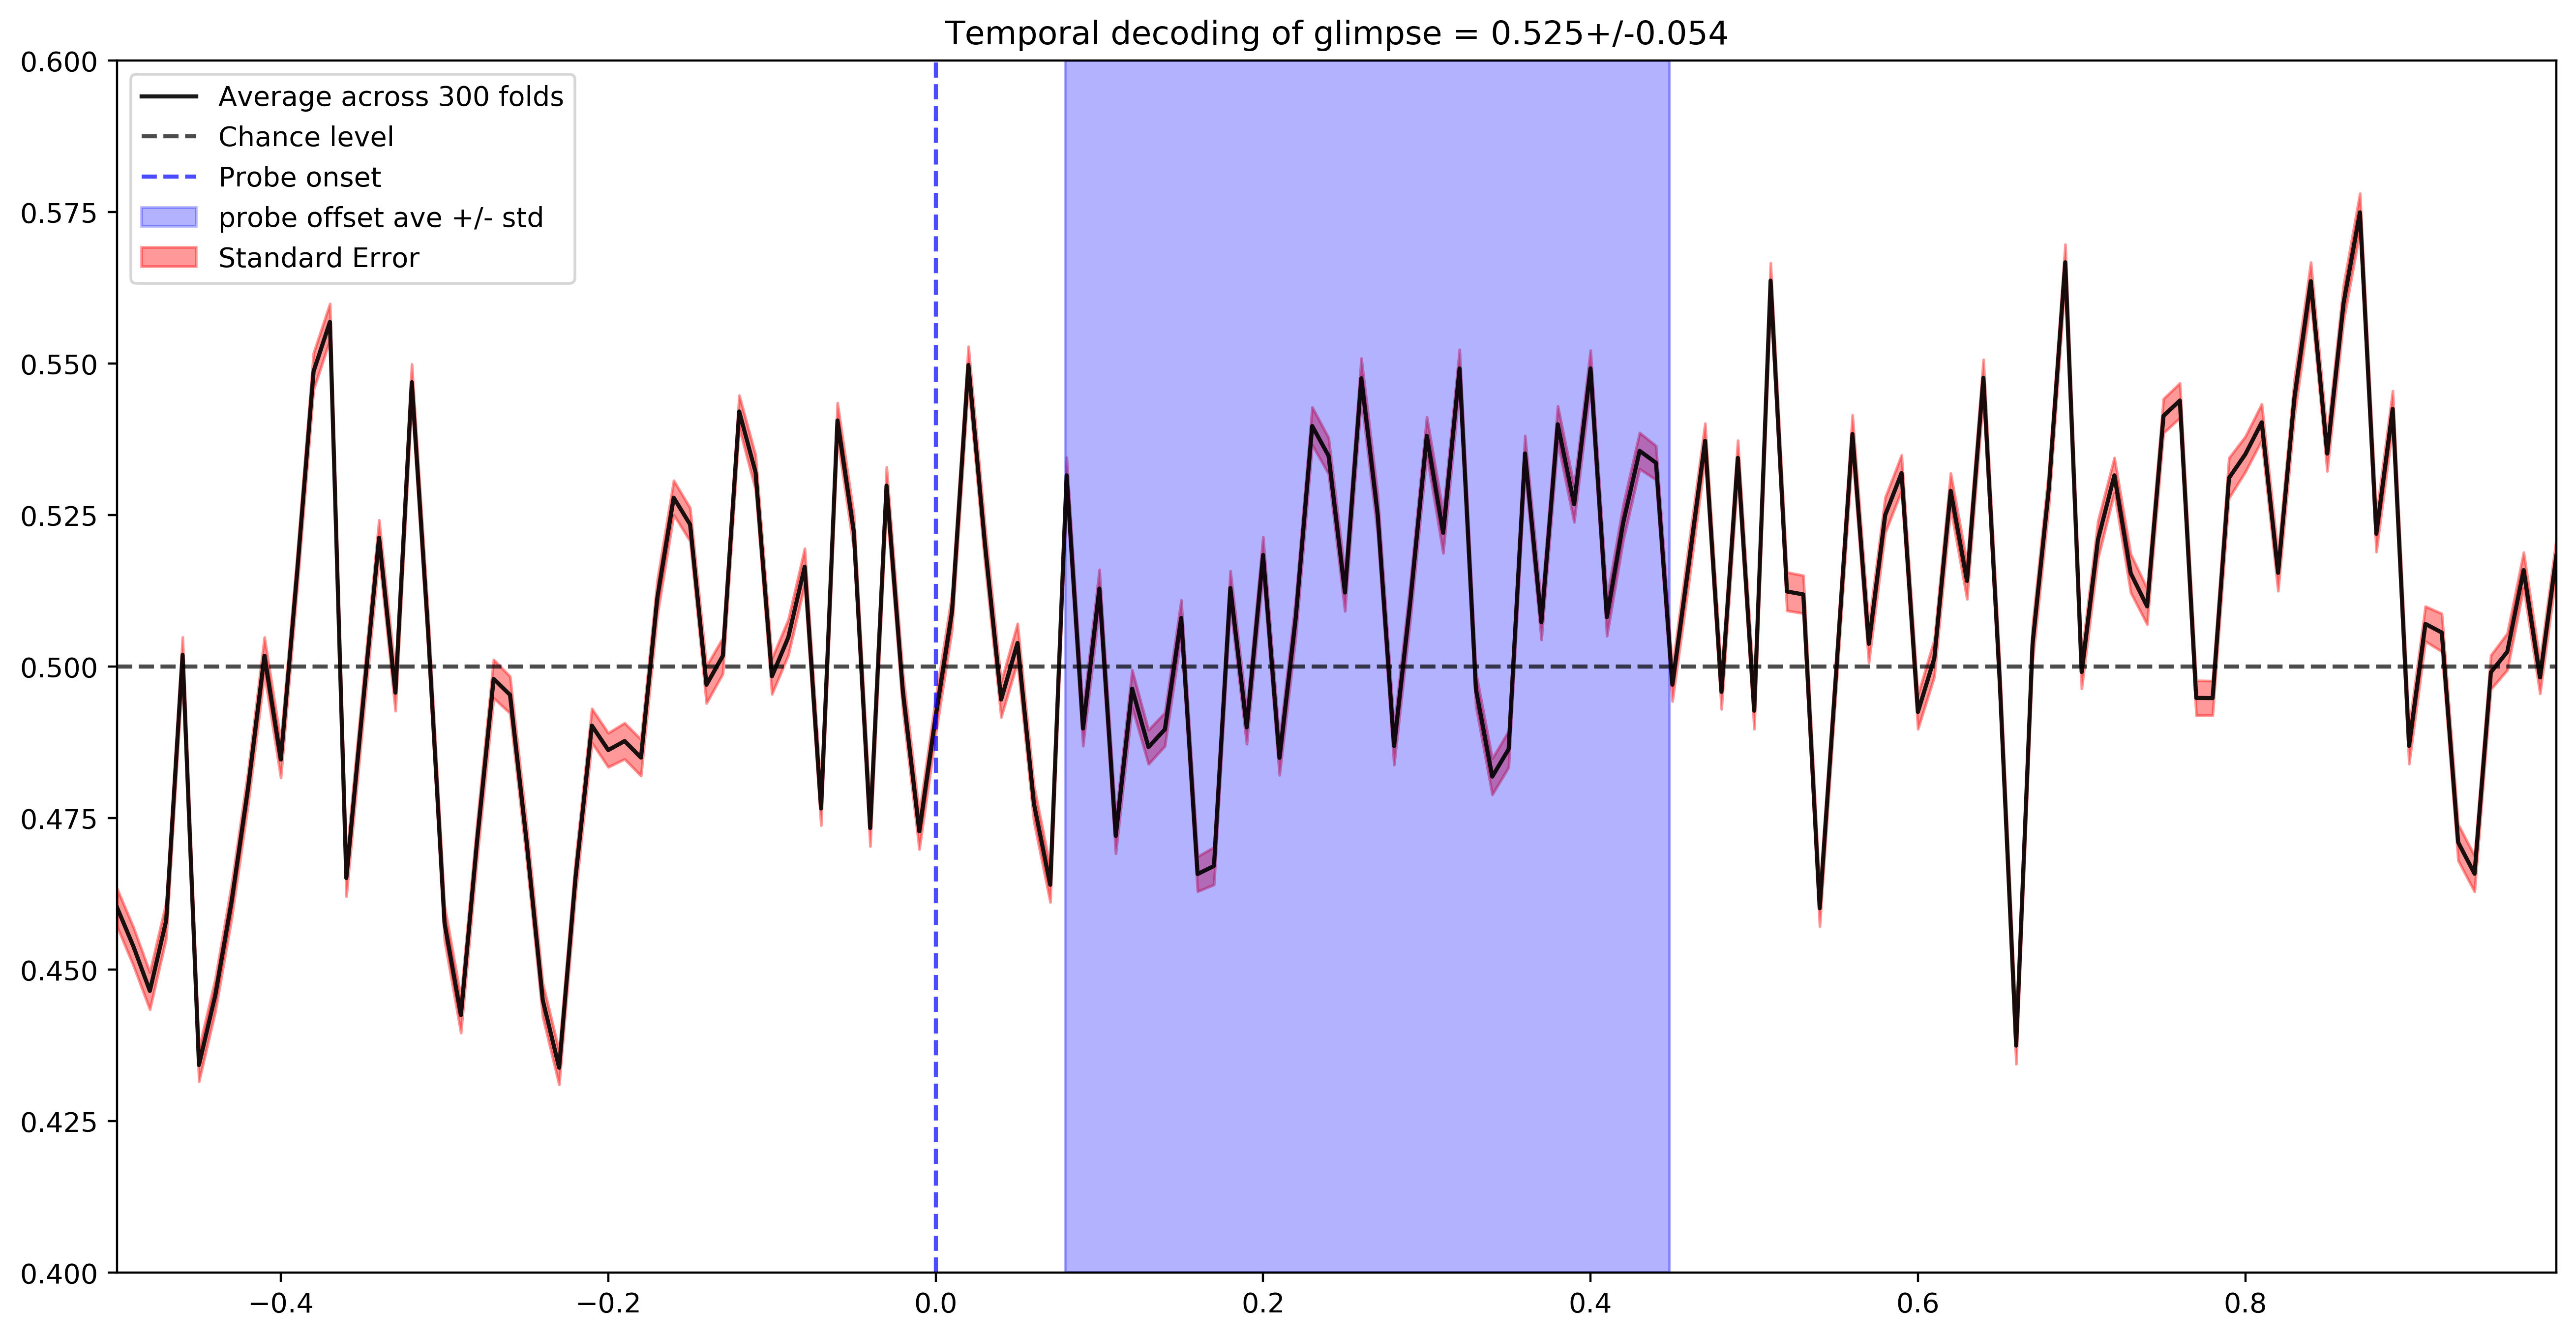 Temporal decoding of glimpse = 0.525+/-0.054
0.600
0.575
0.550
0.525
0.500
0.475
0.450
0.425
0.400
Average across 300 folds
Chance level
Probe onset
probe offset ave +/- std
Standard Error
−0.4 −0.2 0.0 0.2 0.4 0.6 0.8